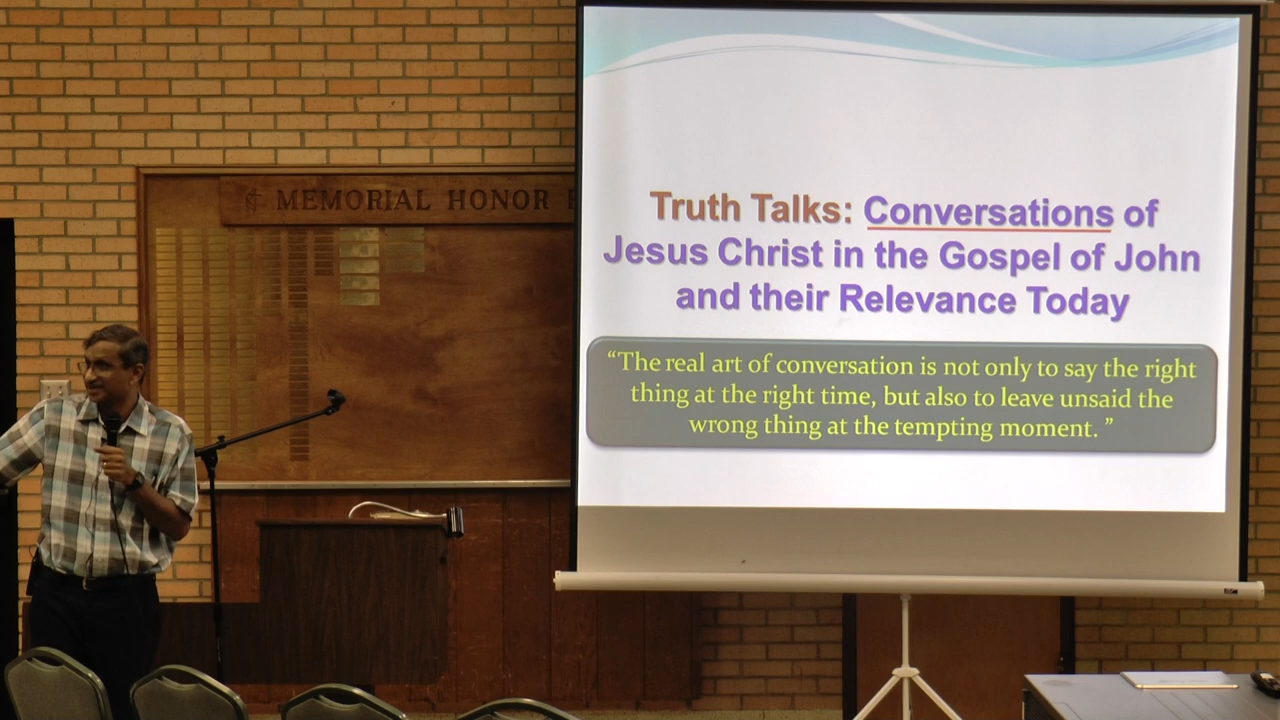 MEMORIAL HONOR
Truth Talks: Conversations of
Jesus Christ in the Gospel of John
and their Relevance Today
“The real art of conversation is not only to say the right
thing at the right time, but also to leave unsaid the
wrong thing at the tempting moment. ”